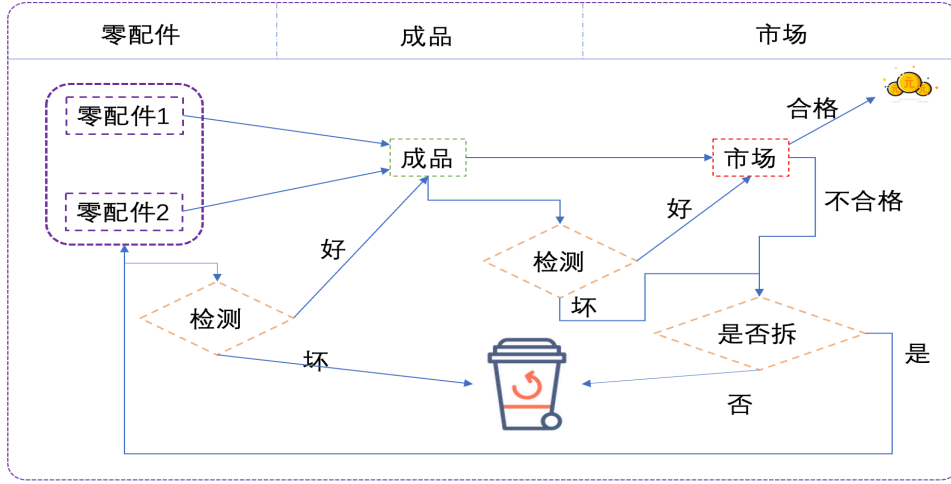 零配件
成品
市场
零配件1
合格
成品
市场
零配件2
好
不合格
好
检测
检测
坏
是否拆
坏
是
否
元